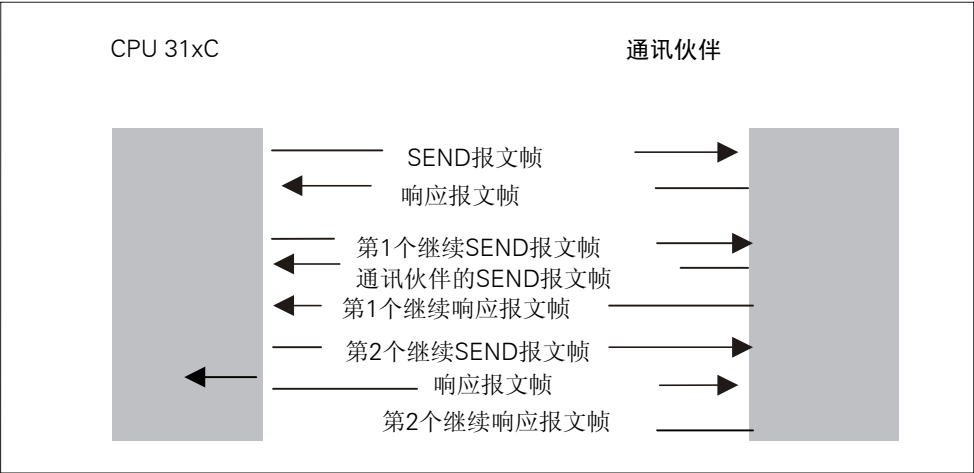 CPU 31xC
通讯伙伴
SEND报文帧
响应报文帧
第1个继续SEND报文帧
通讯伙伴的SEND报文帧
第1个继续响应报文帧
第2个继续SEND报文帧
响应报文帧
第2个继续响应报文帧